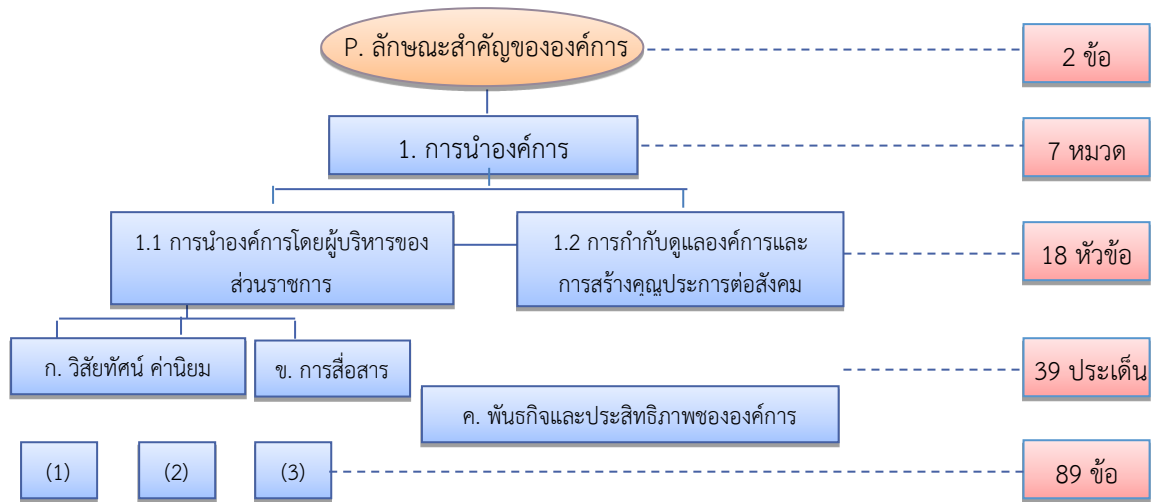 P. ลักษณะสำคัญขององค์การ
2 ข้อ
1. การนำองค์การ
7 หมวด
1.1 การนำองค์การโดยผู้บริหารของ
ส่วนราชการ
1.2 การกำกับดูแลองค์การและ
การสร้างคุณูประการต่อสังคม
18 หัวข้อ
ก. วิสัยทัศน์ ค่านิยม
ข. การสื่อสาร
39 ประเด็น
ค. พันธกิจและประสิทธิภาพชององค์การ
(1)
(2)
(3)
89 ข้อ